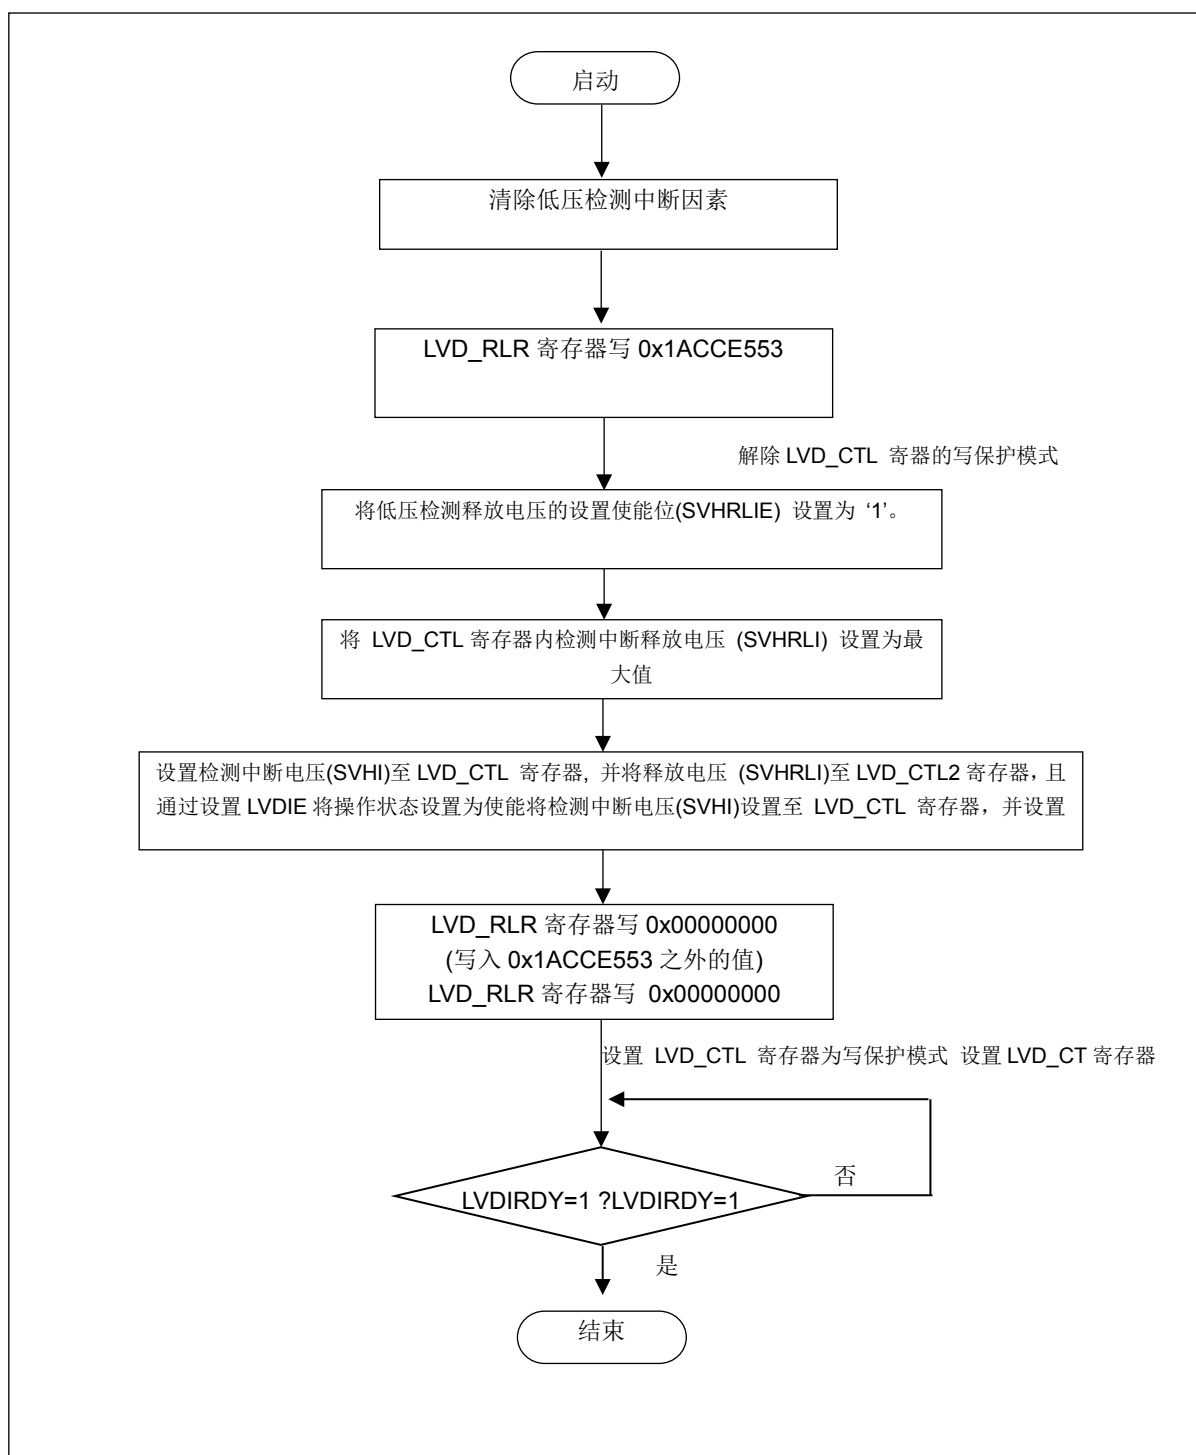 启动
清除低压检测中断因素
LVD_RLR 寄存器写 0x1ACCE553
解除 LVD_CTL 寄器的写保护模式
将低压检测释放电压的设置使能位(SVHRLIE) 设置为 ‘1’。
将 LVD_CTL 寄存器内检测中断释放电压 (SVHRLI) 设置为最
大值
设置检测中断电压(SVHI)至 LVD_CTL 寄存器, 并将释放电压 (SVHRLI)至 LVD_CTL2 寄存器，且
通过设置 LVDIE 将操作状态设置为使能将检测中断电压(SVHI)设置至 LVD_CTL 寄存器，并设置
LVD_RLR 寄存器写 0x00000000
(写入 0x1ACCE553 之外的值)
LVD_RLR 寄存器写 0x00000000
设置 LVD_CTL 寄存器为写保护模式 设置 LVD_CT 寄存器
否
LVDIRDY=1 ?LVDIRDY=1
是
结束